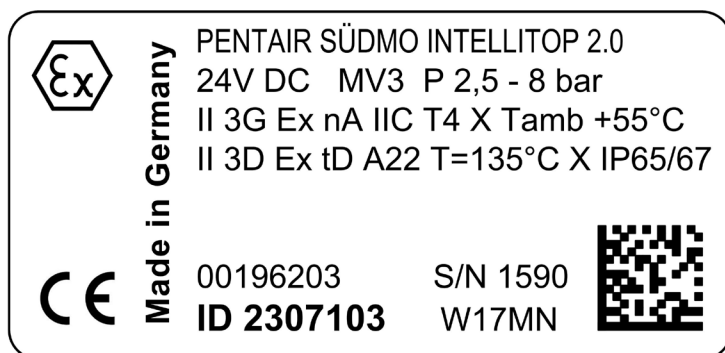 Ex
Made in Germany
PENTAIR SÜDMO INTELLITOP 2.0
24V DC MV3 P 2,5 - 8 bar
II 3G Ex nA IIC T4 X Tamb +55°C
II 3D Ex tD A22 T=135°C X IP65/67
CE
00196203 S/N 1590
ID 2307103 W17MN